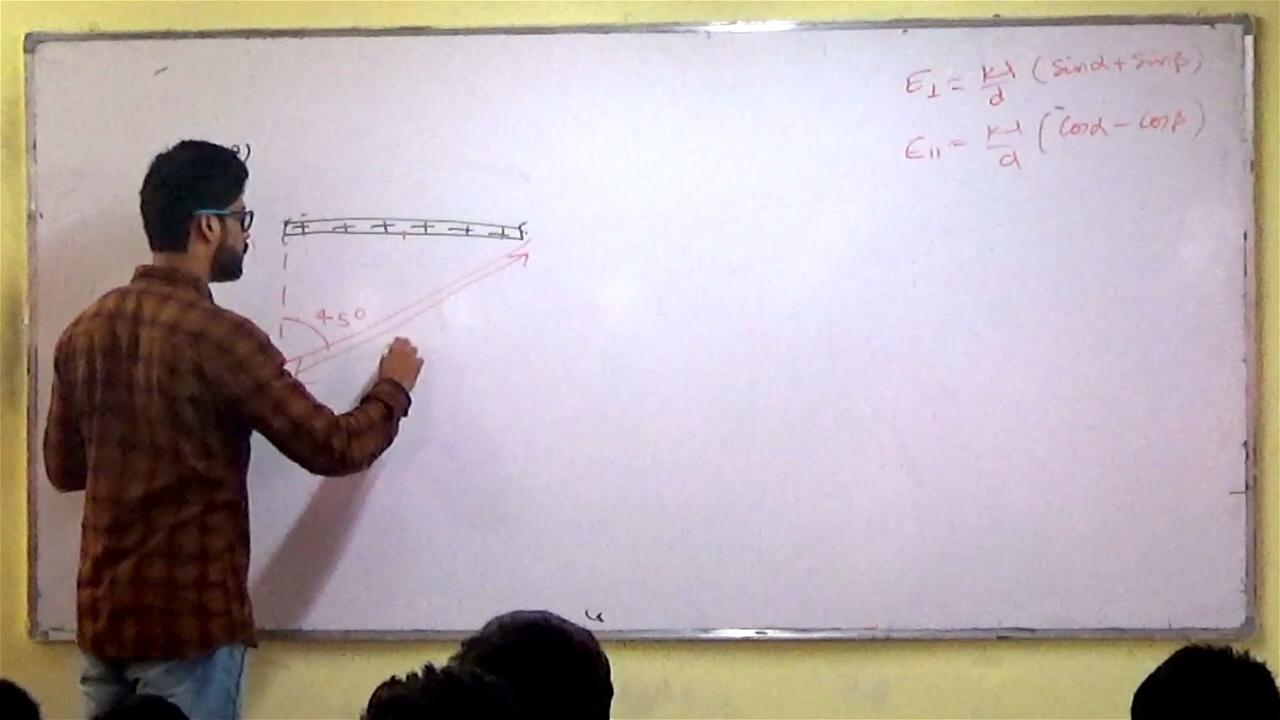 E⊥ = kλ/d (sinα + sinβ)
E|| = kλ/d (cosα - cosβ)
+ + + + + +
45°